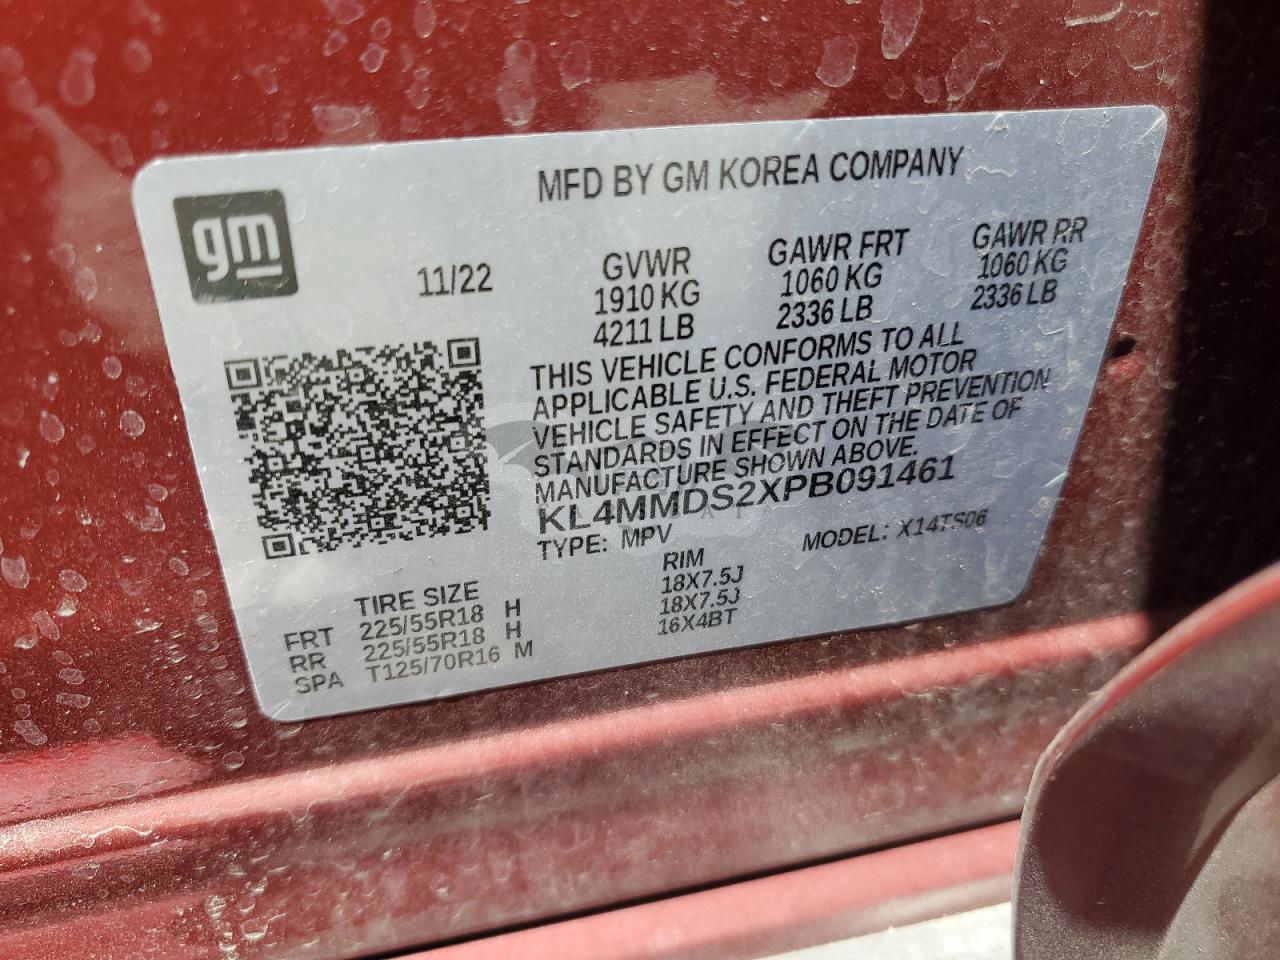 MFD BY GM KOREA COMPANY
gm
11/22
GVWR
1910 KG
4211 LB
GAWR FRT
1060 KG
2336 LB
GAWR RR
1060 KG
2336 LB
THIS VEHICLE CONFORMS TO ALL
APPLICABLE U.S. FEDERAL MOTOR
VEHICLE SAFETY AND THEFT PREVENTION
STANDARDS IN EFFECT ON THE DATE OF
MANUFACTURE SHOWN ABOVE.
KL4MMDS2XPB091461
TYPE: MPV MODEL: X14TS06
TIRE SIZE RIM
FRT 225/55R18 H 18X7.5J
RR 225/55R18 H 18X7.5J
SPA T125/70R16 M 16X4BT